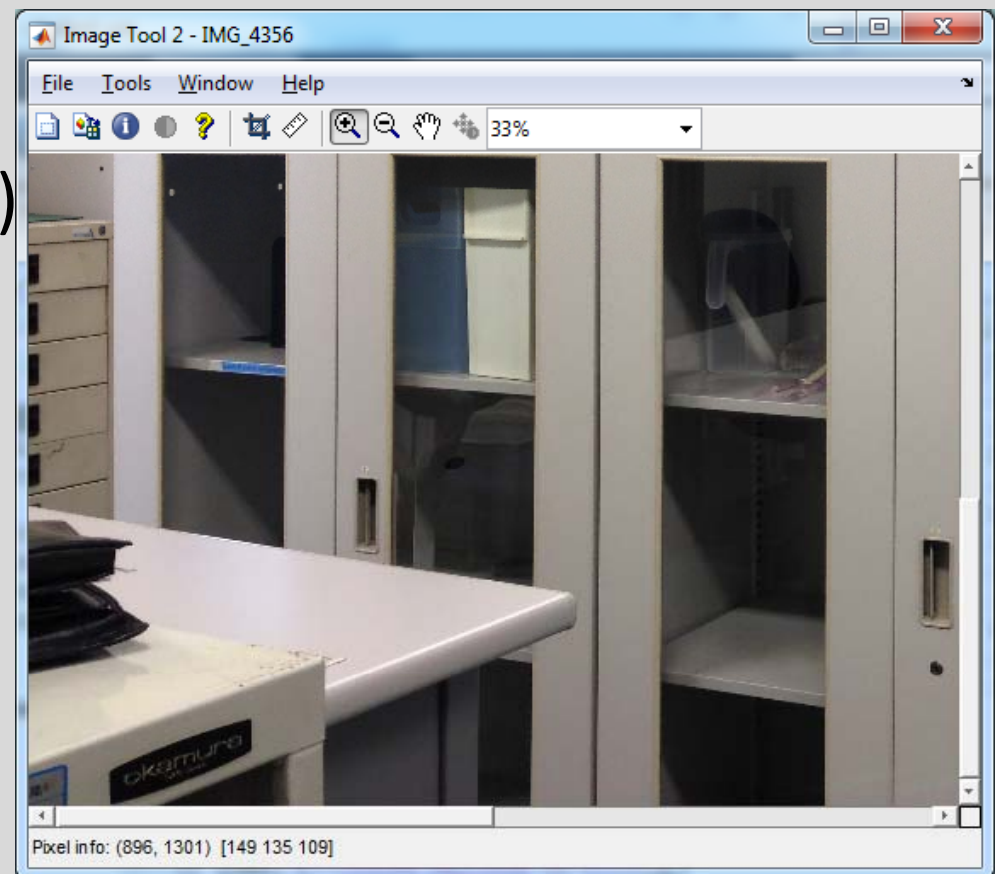 Image Tool 2 - IMG_4356
File Tools Window Help
33%
)
okamura
Pixel info: (896, 1301) [149 135 109]